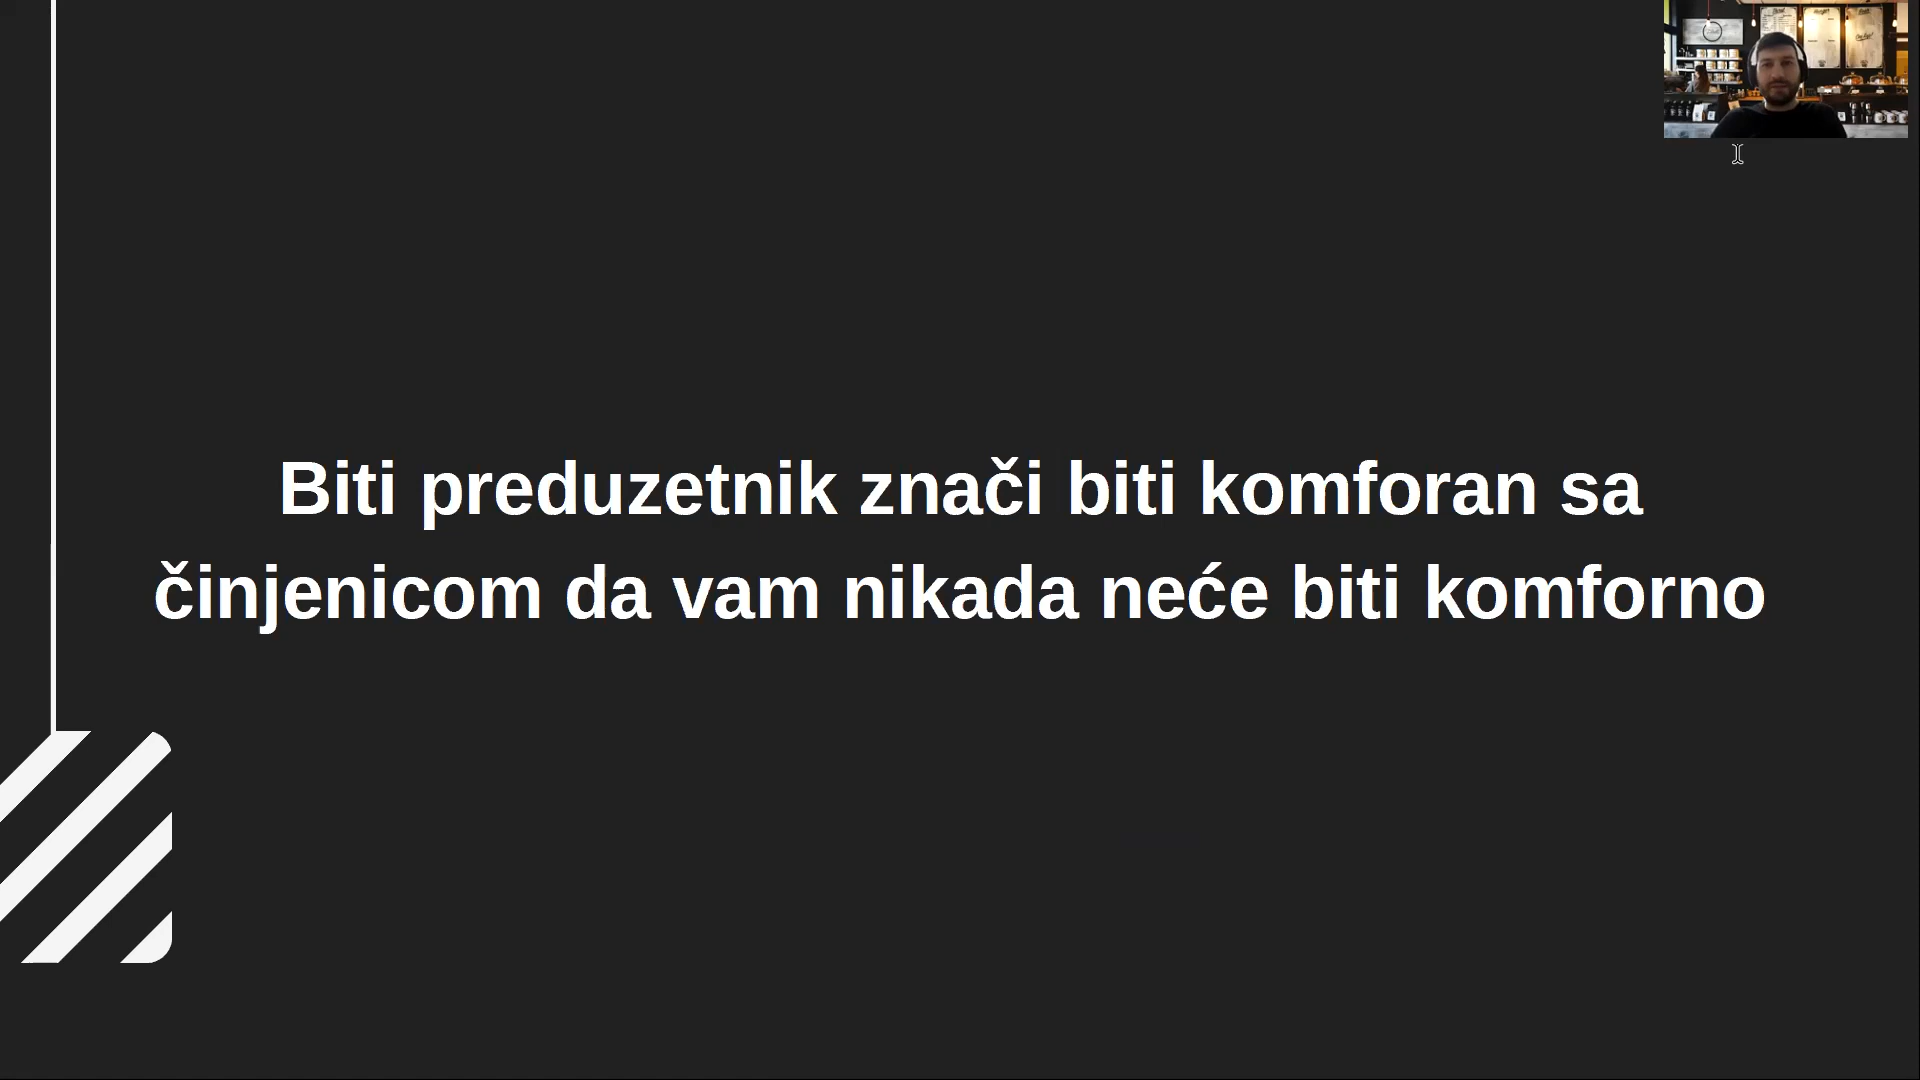 Biti preduzetnik znači biti komforan sa
činjenicom da vam nikada neće biti komforno